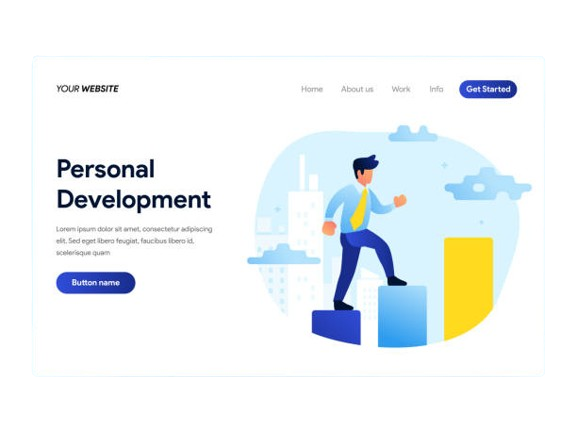 YOUR WEBSITE
Home
About us
Work
Info
Get Started
Personal
Development
Lorem ipsum dolor sit amet, consectetur adipiscing
elit. Sed eget libero feugiat, faucibus libero id,
scelerisque quam
Button name